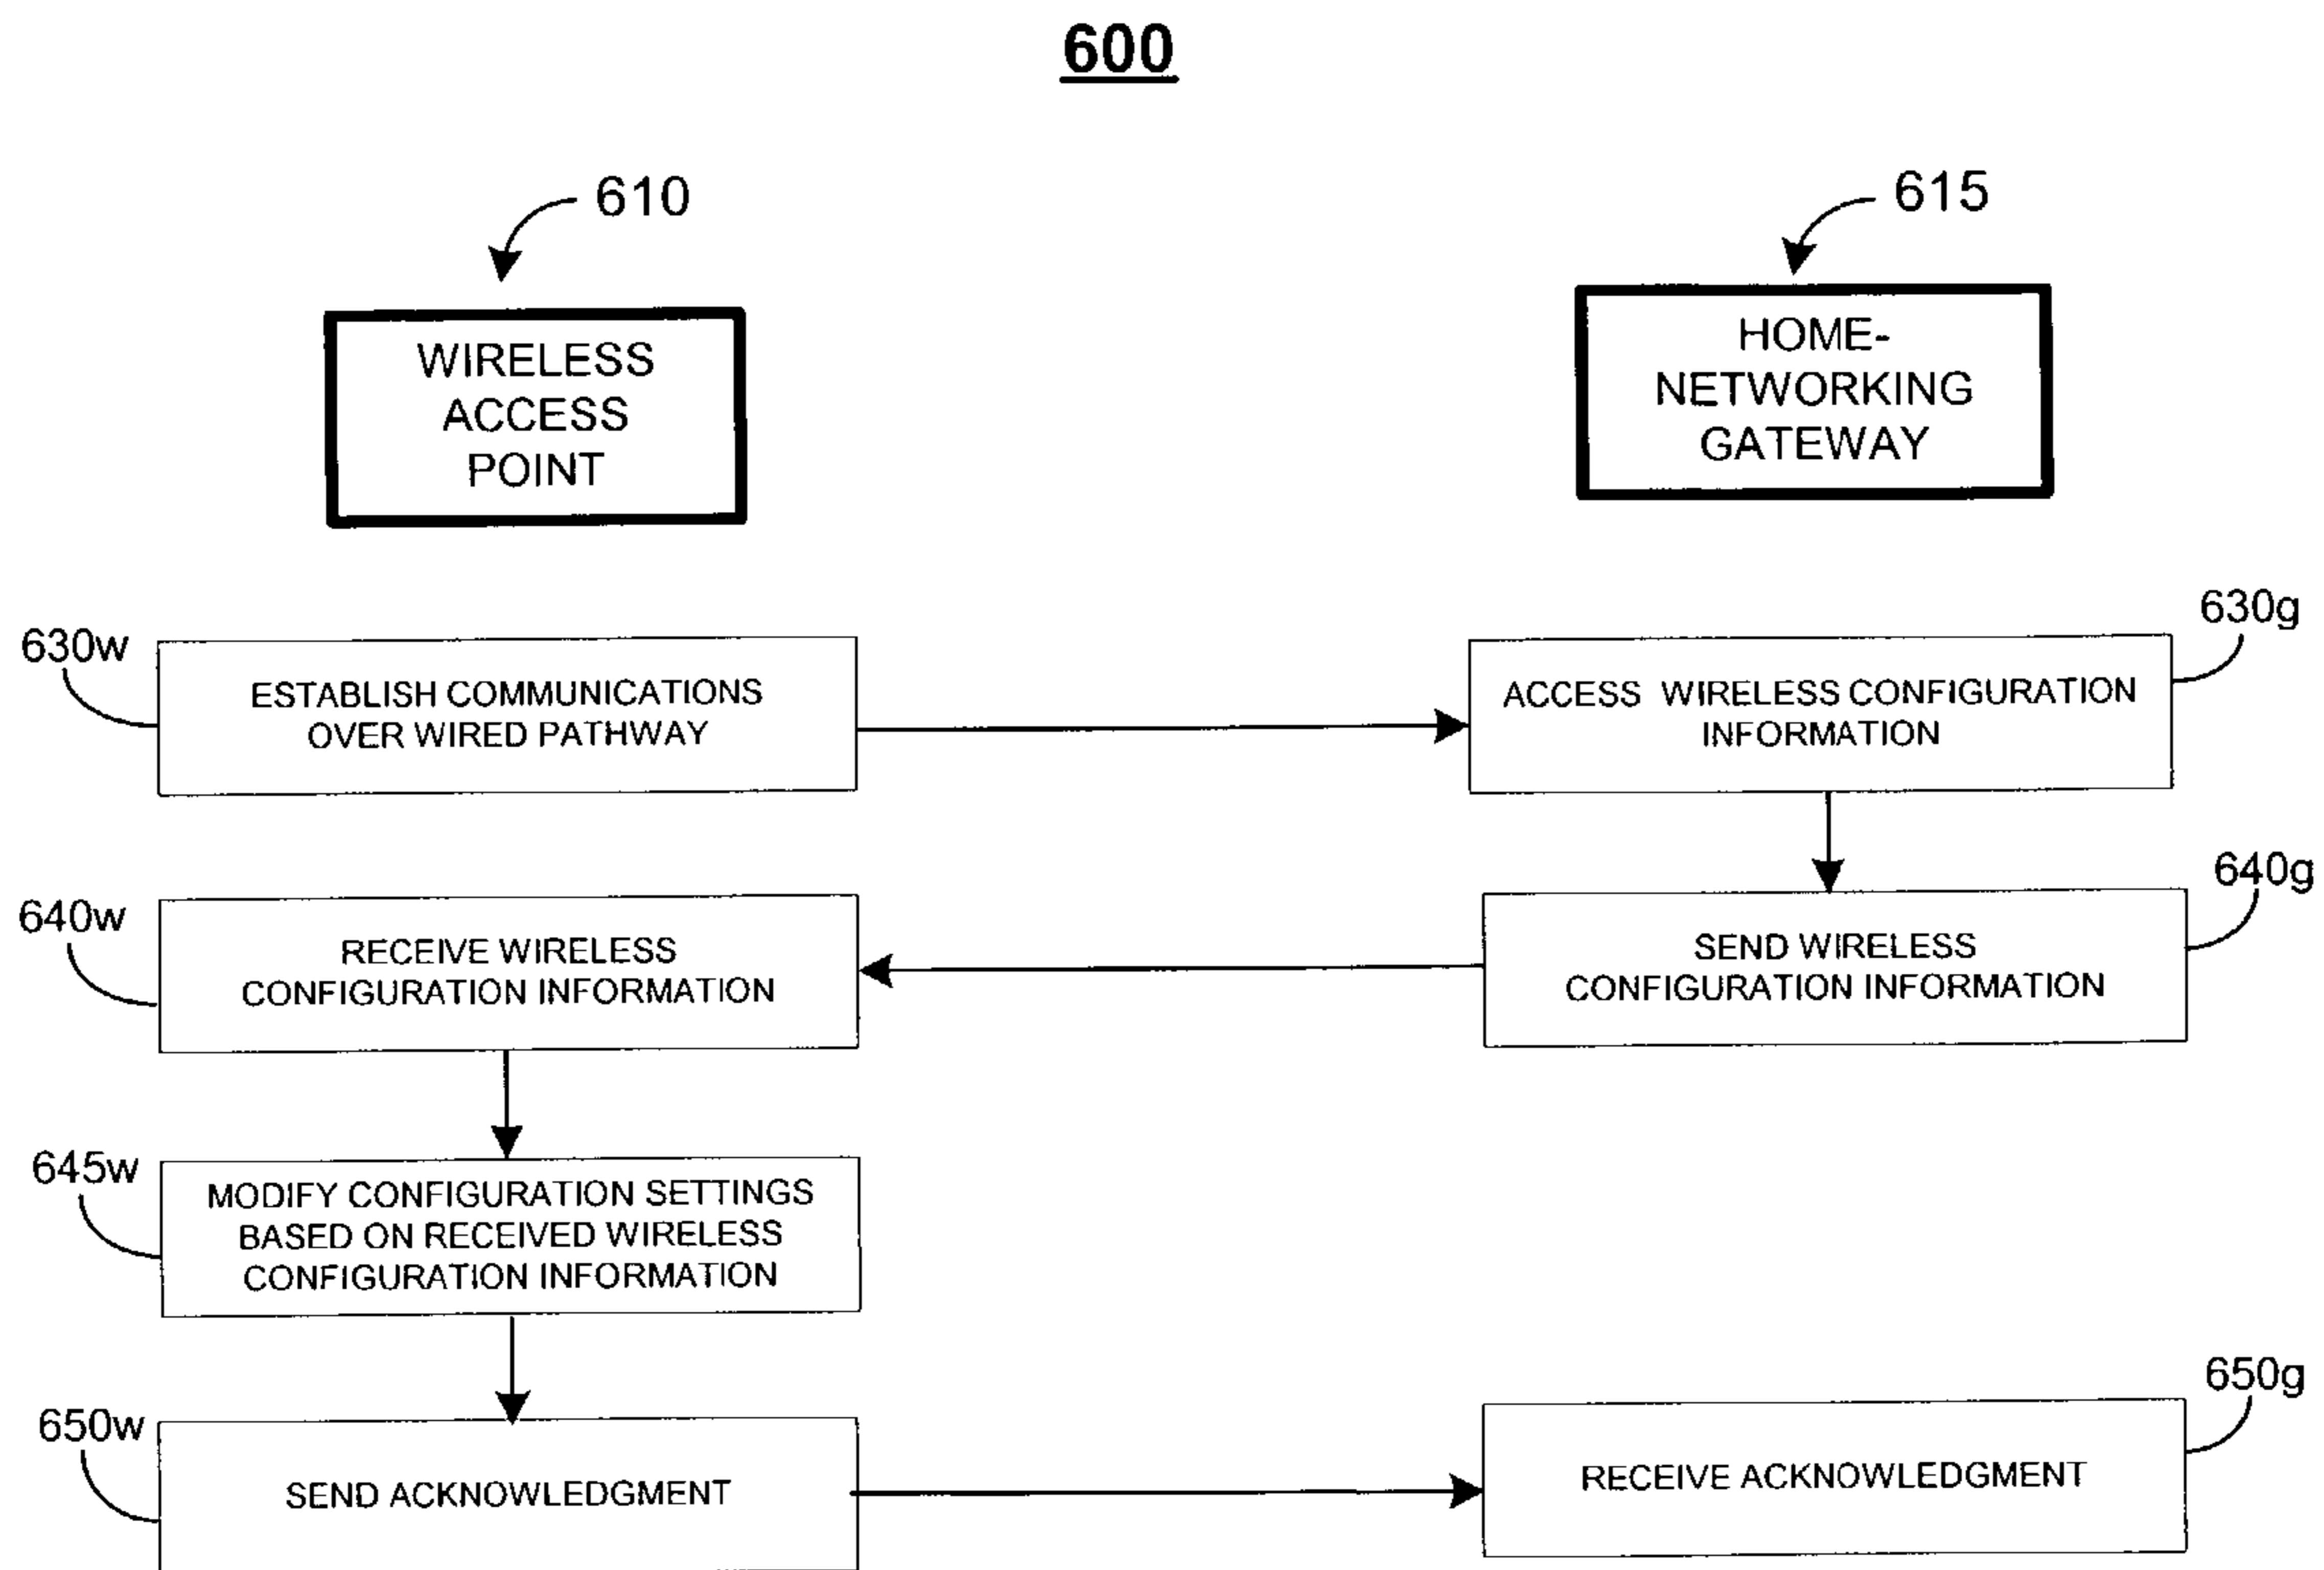 600
610
615
WIRELESS
ACCESS
POINT
HOME-
NETWORKING
GATEWAY
630w
ESTABLISH COMMUNICATIONS
OVER WIRED PATHWAY
630g
ACCESS WIRELESS CONFIGURATION
INFORMATION
640w
RECEIVE WIRELESS
CONFIGURATION INFORMATION
640g
SEND WIRELESS
CONFIGURATION INFORMATION
645w
MODIFY CONFIGURATION SETTINGS
BASED ON RECEIVED WIRELESS
CONFIGURATION INFORMATION
650w
SEND ACKNOWLEDGMENT
650g
RECEIVE ACKNOWLEDGMENT